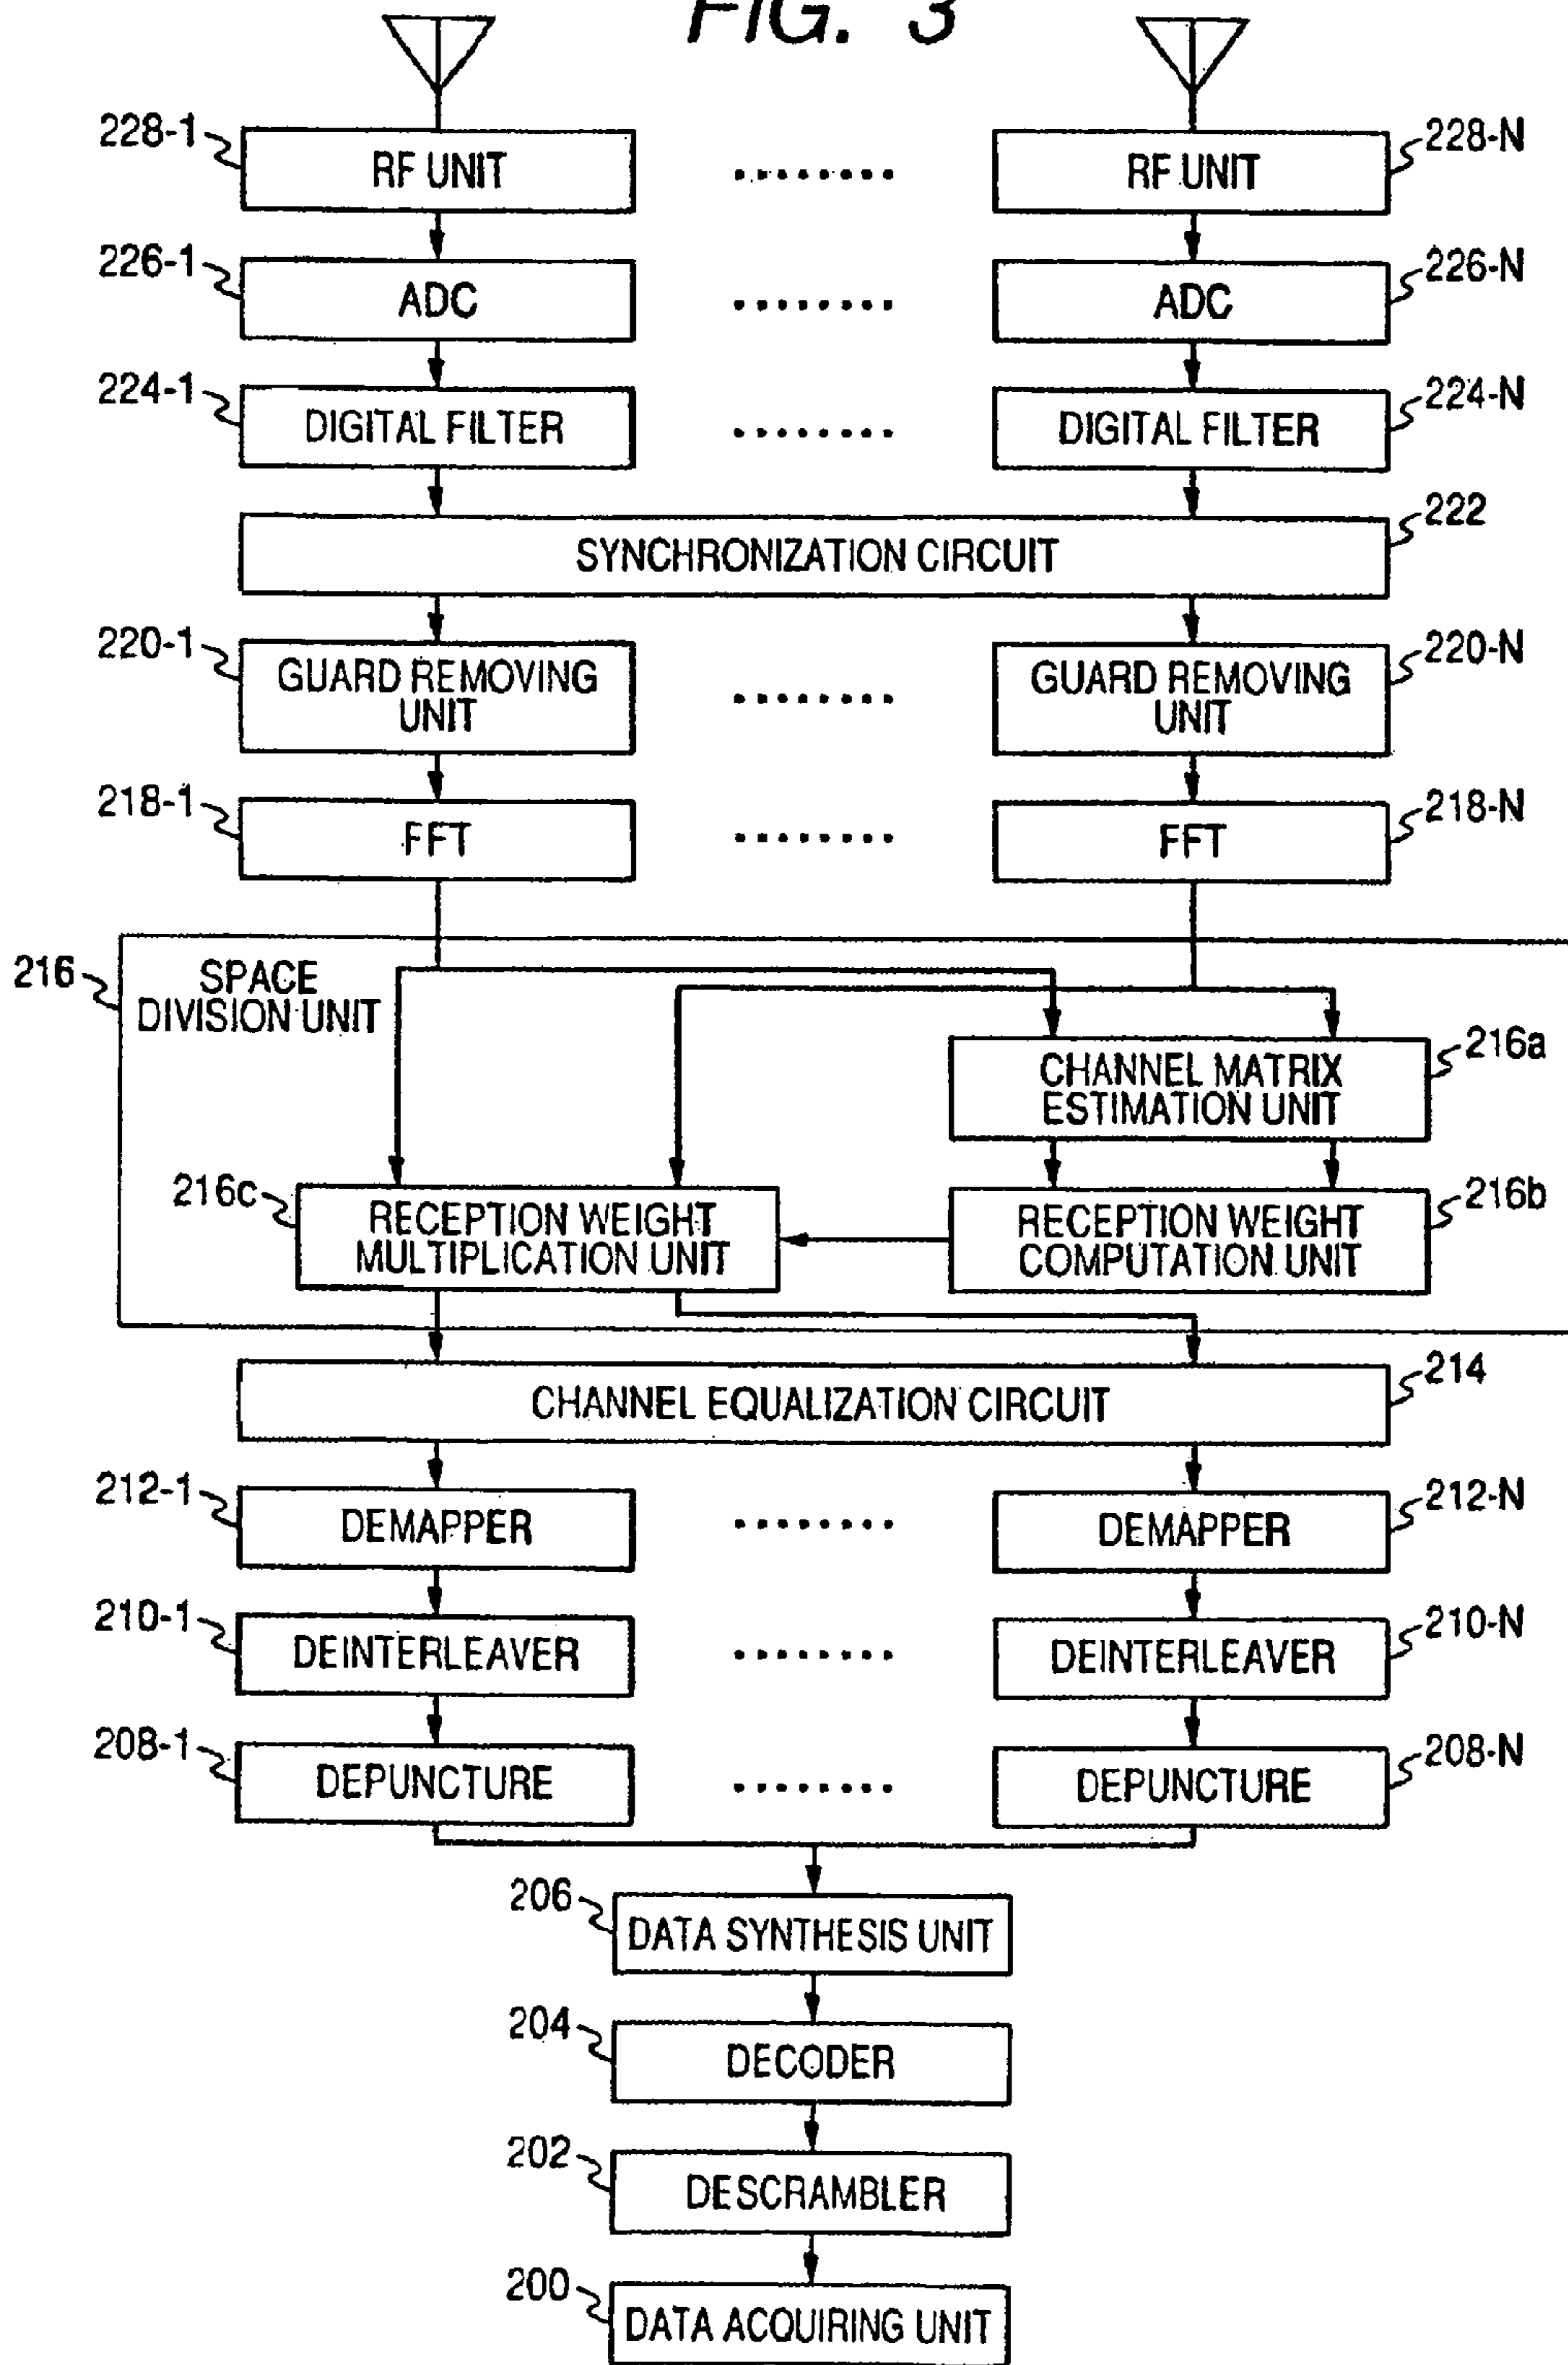 FIG. 3
228-1
RF UNIT
RF UNIT
228-N
226-1
ADC
ADC
226-N
224-1
DIGITAL FILTER
DIGITAL FILTER
224-N
222
SYNCHRONIZATION CIRCUIT
220-1
GUARD REMOVING
UNIT
GUARD REMOVING
UNIT
220-N
218-1
FFT
FFT
218-N
216
SPACE
DIVISION UNIT
CHANNEL MATRIX
ESTIMATION UNIT
216a
216c
RECEPTION WEIGHT
MULTIPLICATION UNIT
RECEPTION WEIGHT
COMPUTATION UNIT
216b
CHANNEL EQUALIZATION CIRCUIT
214
212-1
DEMAPPER
DEMAPPER
212-N
210-1
DEINTERLEAVER
DEINTERLEAVER
210-N
208-1
DEPUNCTURE
DEPUNCTURE
208-N
206
DATA SYNTHESIS UNIT
204
DECODER
202
DESCRAMBLER
200
DATA ACQUIRING UNIT